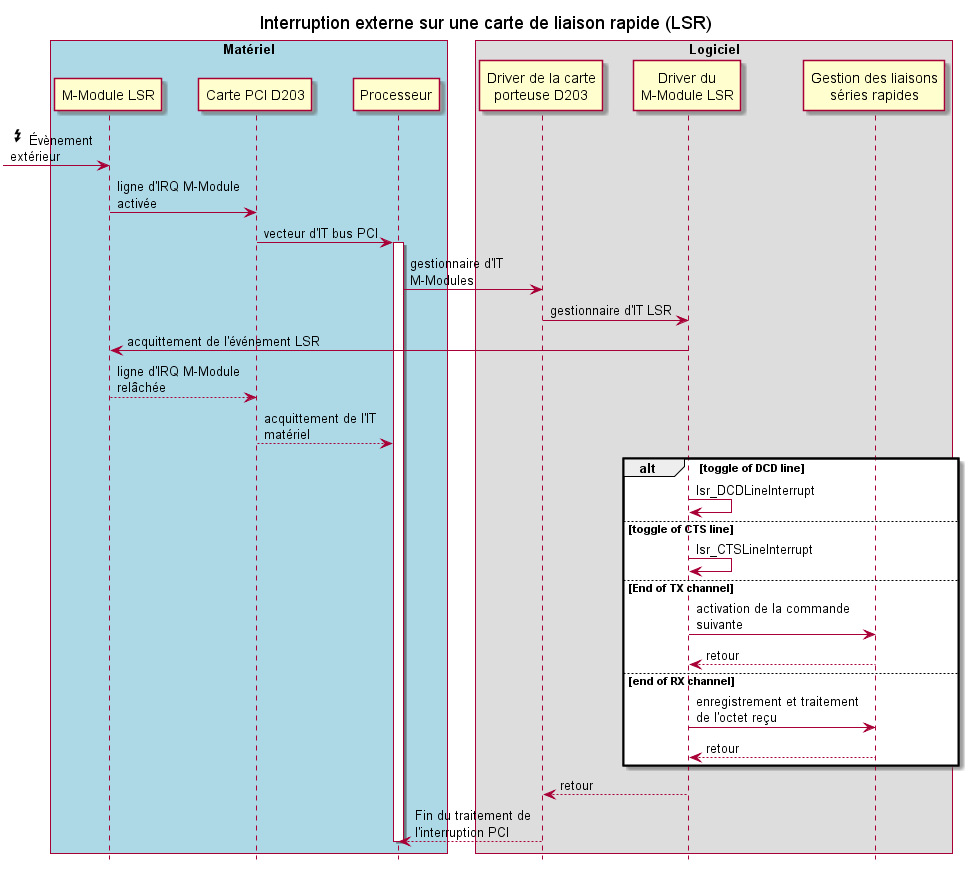 Interruption externe sur une carte de liaison rapide (LSR)
Matériel
Logiciel
M-Module LSR
Carte PCI D203
Processeur
Driver de la carte
porteuse D203
Driver du
M-Module LSR
Gestion des liaisons
séries rapides
Évènement
extérieur
ligne d'IRQ M-Module
activée
vecteur d'IT bus PCI
gestionnaire d'IT
M-Modules
gestionnaire d'IT LSR
acquittement de l'événement LSR
ligne d'IRQ M-Module
relâchée
acquittement de l'IT
matériel
alt
[toggle of DCD line]
lsr_DCDLineInterrupt
[toggle of CTS line]
lsr_CTSLineInterrupt
[End of TX channel]
activation de la commande
suivante
retour
[end of RX channel]
enregistrement et traitement
de l'octet reçu
retour
retour
Fin du traitement de
l'interruption PCI